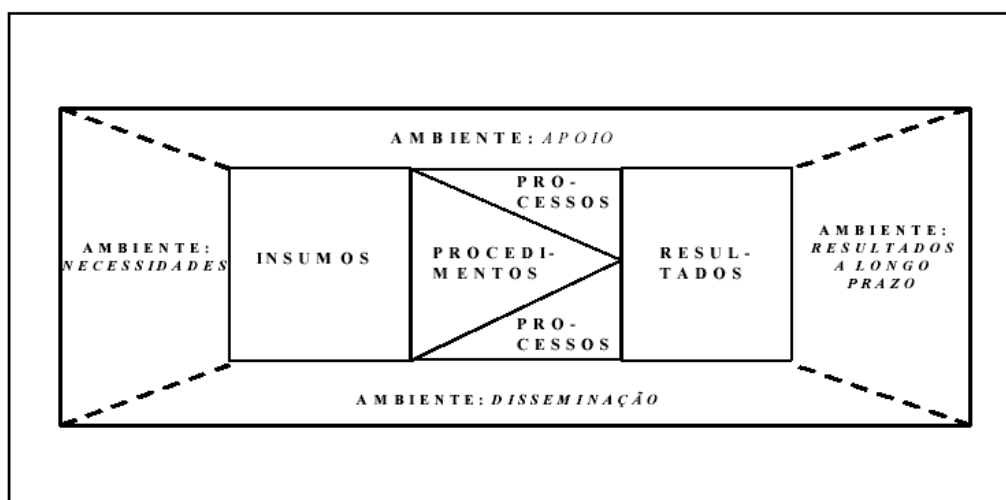 AMBIENTE: APOIO
PRO-
CESSOS
AMBIENTE:
NECESSIDADES
INSUMOS
PROCEDI-
MENTOS
RESUL-
TADOS
AMBIENTE:
RESULTADOS
A LONGO
PRAZO
PRO-
CESSOS
AMBIENTE: DISSEMINAÇÃO